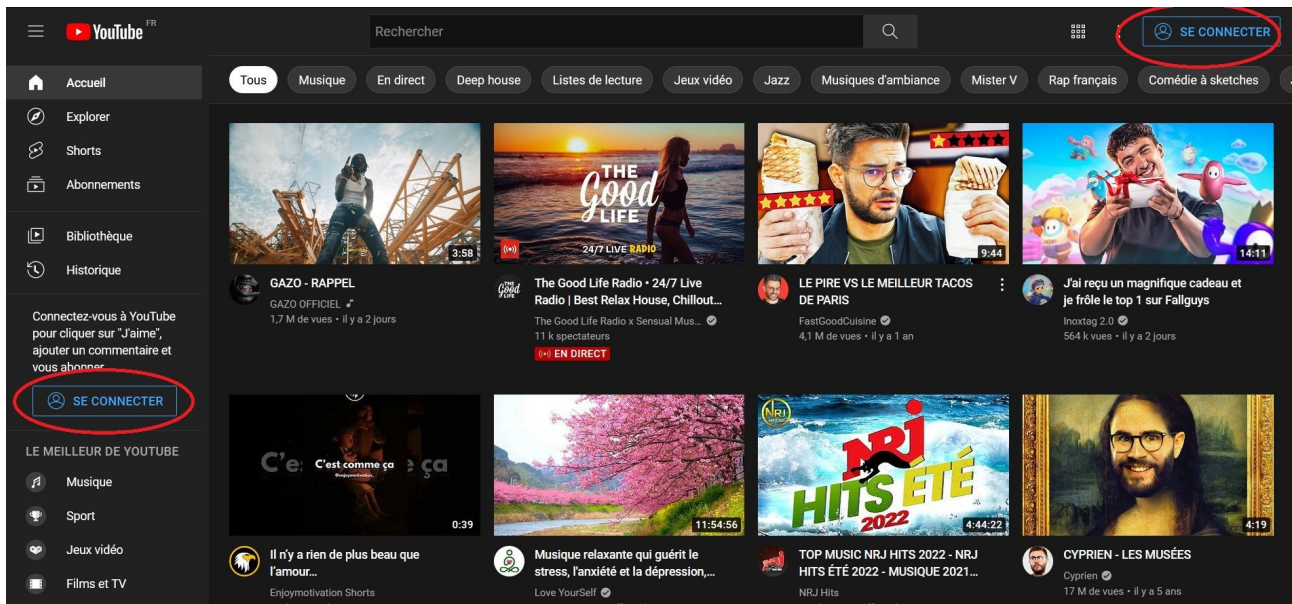 YouTube FR
Rechercher
SE CONNECTER
Accueil
Explorer
Shorts
Abonnements
Bibliothèque
Historique
Connectez-vous à YouTube
pour cliquer sur "J'aime",
ajouter un commentaire et
vous abonner
SE CONNECTER
LE MEILLEUR DE YOUTUBE
Musique
Sport
Jeux vidéo
Films et TV
Tous Musique En direct Deep house Listes de lecture Jeux vidéo Jazz Musiques d'ambiance Mister V Rap français Comédie à sketches
3:58
GAZO - RAPPEL
GAZO OFFICIEL
1,7 M de vues • il y a 2 jours
THE
Good
LIFE
24/7 LIVE RADIO
Good
LIFE
The Good Life Radio • 24/7 Live
Radio | Best Relax House, Chillout...
The Good Life Radio x Sensual Mus...
11 k spectateurs
EN DIRECT
9:44
LE PIRE VS LE MEILLEUR TACOS
DE PARIS
FastGoodCuisine
4,1 M de vues • il y a 1 an
14:11
J'ai reçu un magnifique cadeau et
je frôle le top 1 sur Fallguys
Inoxtag 2.0
564 k vues • il y a 2 jours
C'e
C'est comme ça
ça
@enjoymotivation_
0:39
Il n'y a rien de plus beau que
l'amour...
Enjoymotivation Shorts
11:54:56
Musique relaxante qui guérit le
stress, l'anxiété et la dépression,...
Love YourSelf
NRJ
NRJ
HITS ÉTÉ
2022
4:44:22
TOP MUSIC NRJ HITS 2022 - NRJ
HITS ÉTÉ 2022 - MUSIQUE 2021...
NRJ Hits
4:19
CYPRIEN - LES MUSÉES
Cyprien
17 M de vues • il y a 5 ans